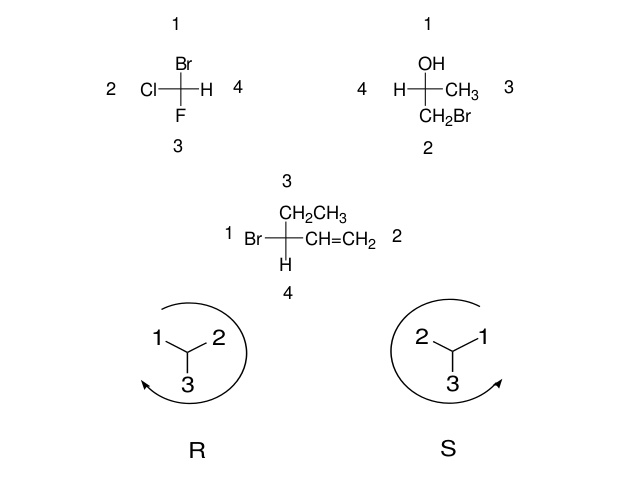 1 1
Br OH
2 Cl H 4 4 H CH3 3
F CH2Br
3 2
3
CH2CH3
1 Br CH=CH2 2
H
4
1 2 2 1
3 3
R S